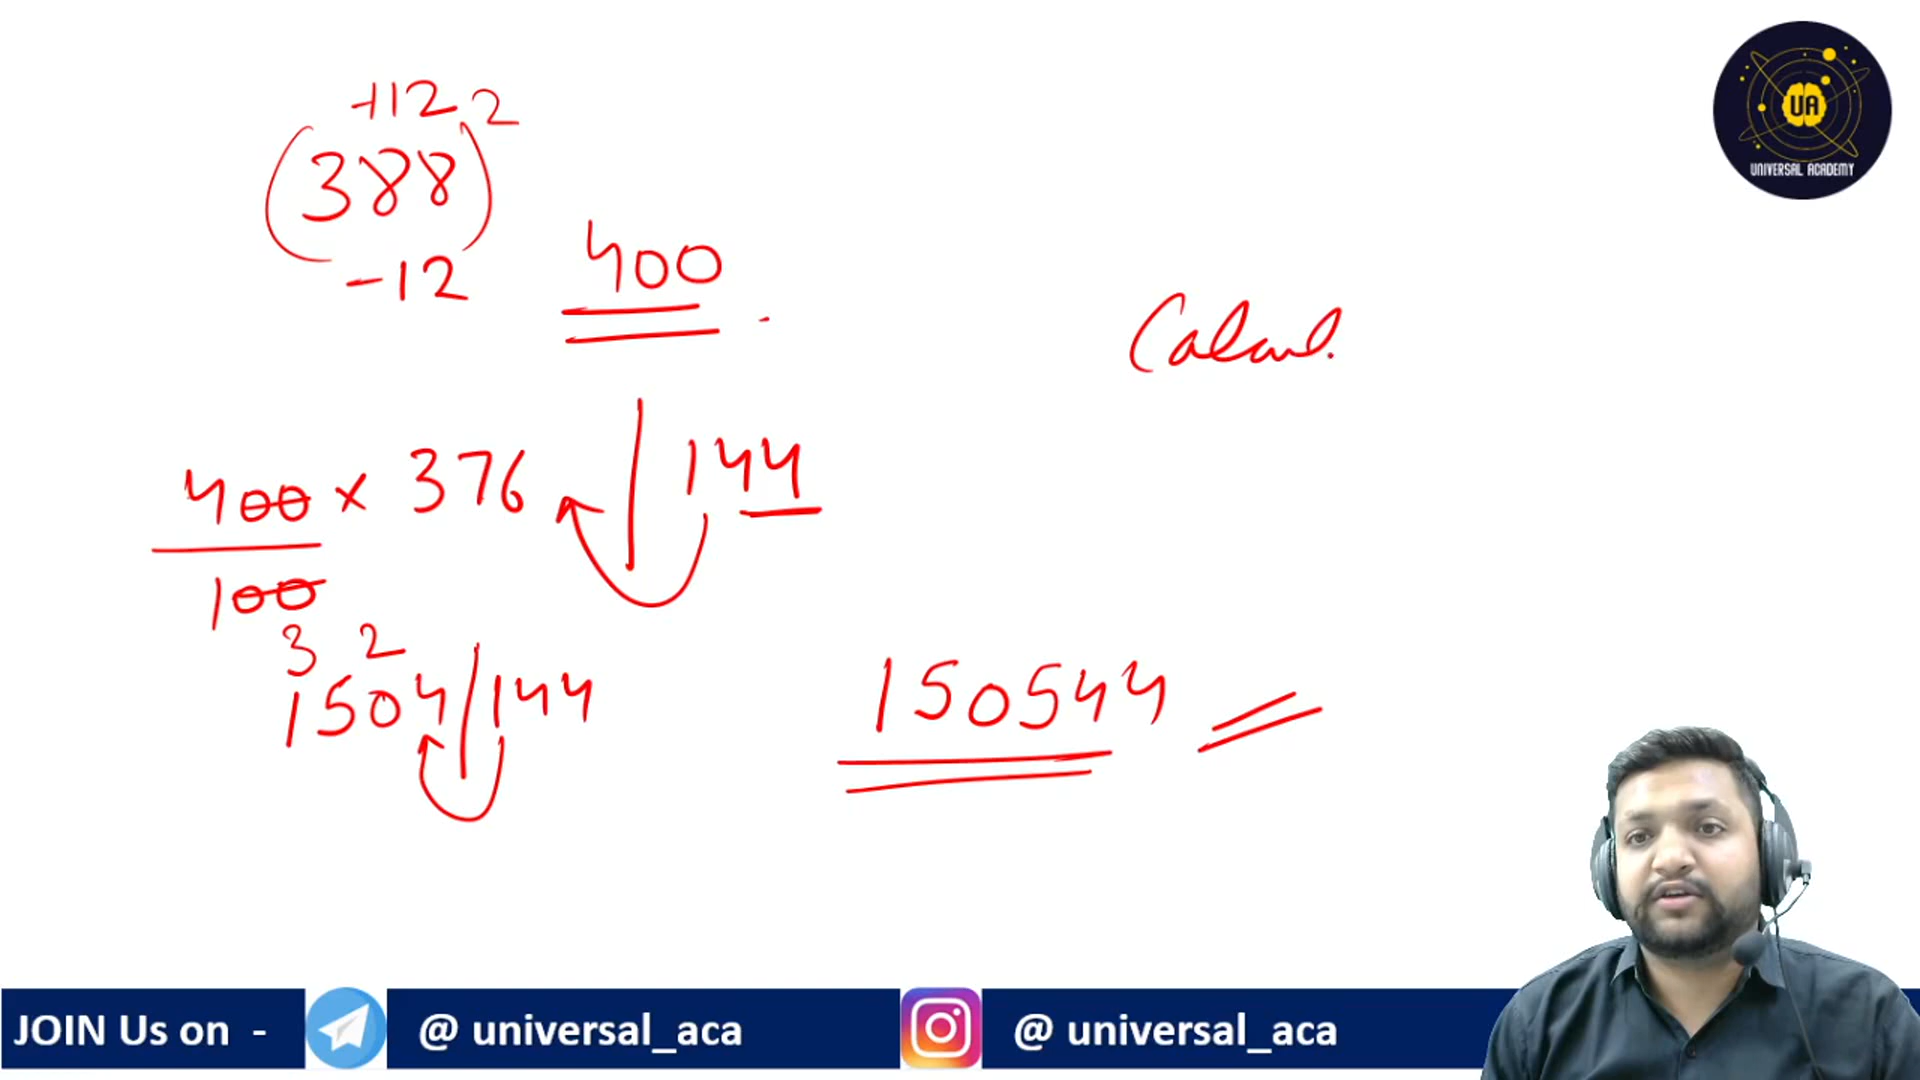 +12 2
(388)
-12
400
400 × 376 | 144
100
3 2
1504 | 144
150544
UA
UNIVERSAL ACADEMY
JOIN Us on -
@ universal_aca
@ universal_aca